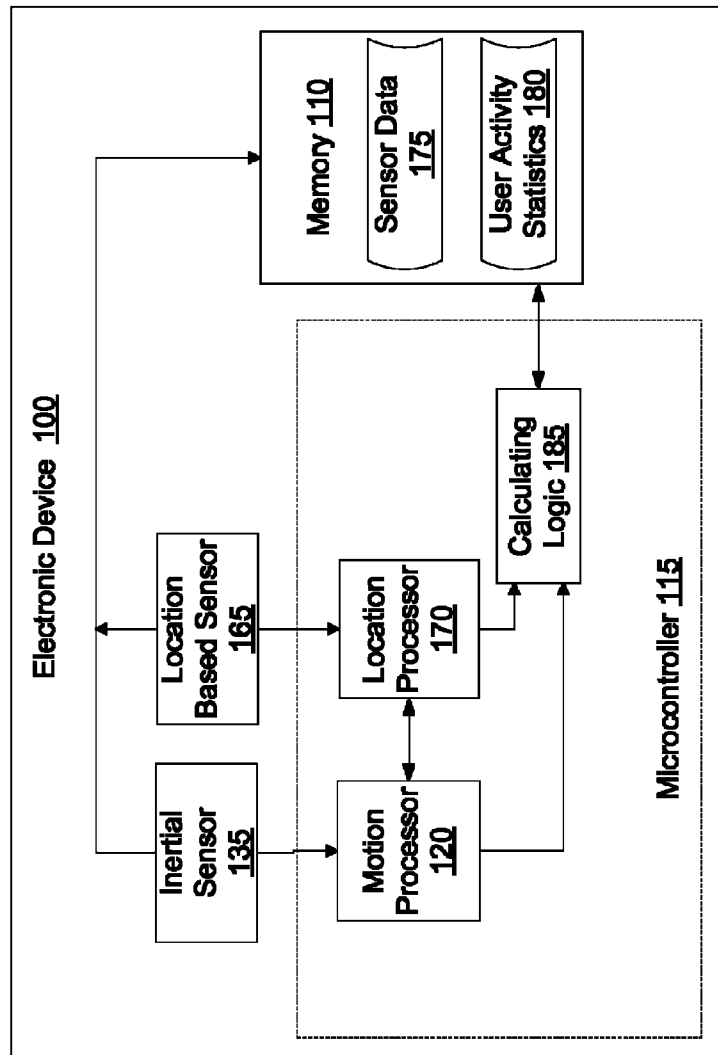 Electronic Device 100
Inertial
Sensor
135
Location
Based Sensor
165
Memory 110
Sensor Data
175
User Activity
Statistics 180
Motion
Processor
120
Location
Processor
170
Calculating
Logic 185
Microcontroller 115